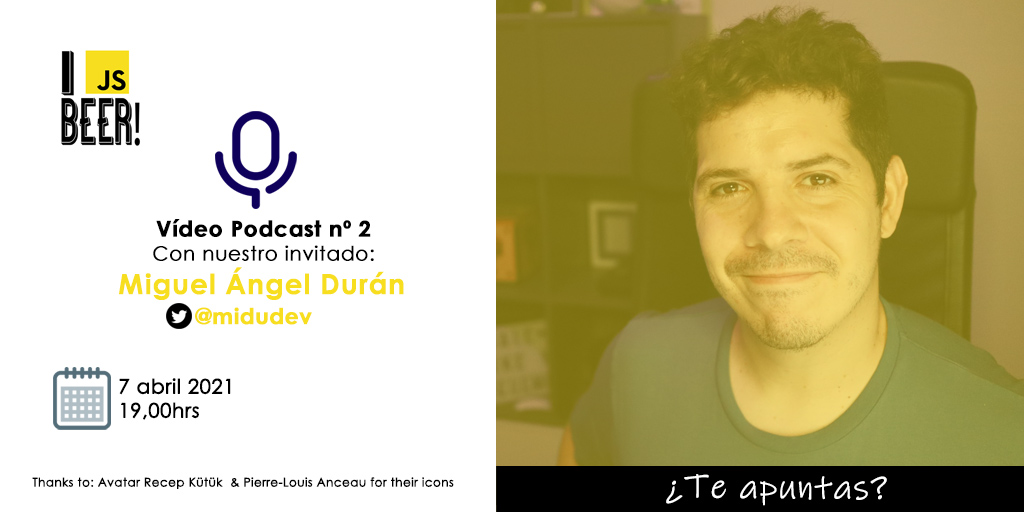 I JS
BEER!
Vídeo Podcast nº 2
Con nuestro invitado:
Miguel Ángel Durán
@midudev
7 abril 2021
19,00hrs
Thanks to: Avatar Recep Kütük & Pierre-Louis Anceau for their icons
¿Te apuntas?